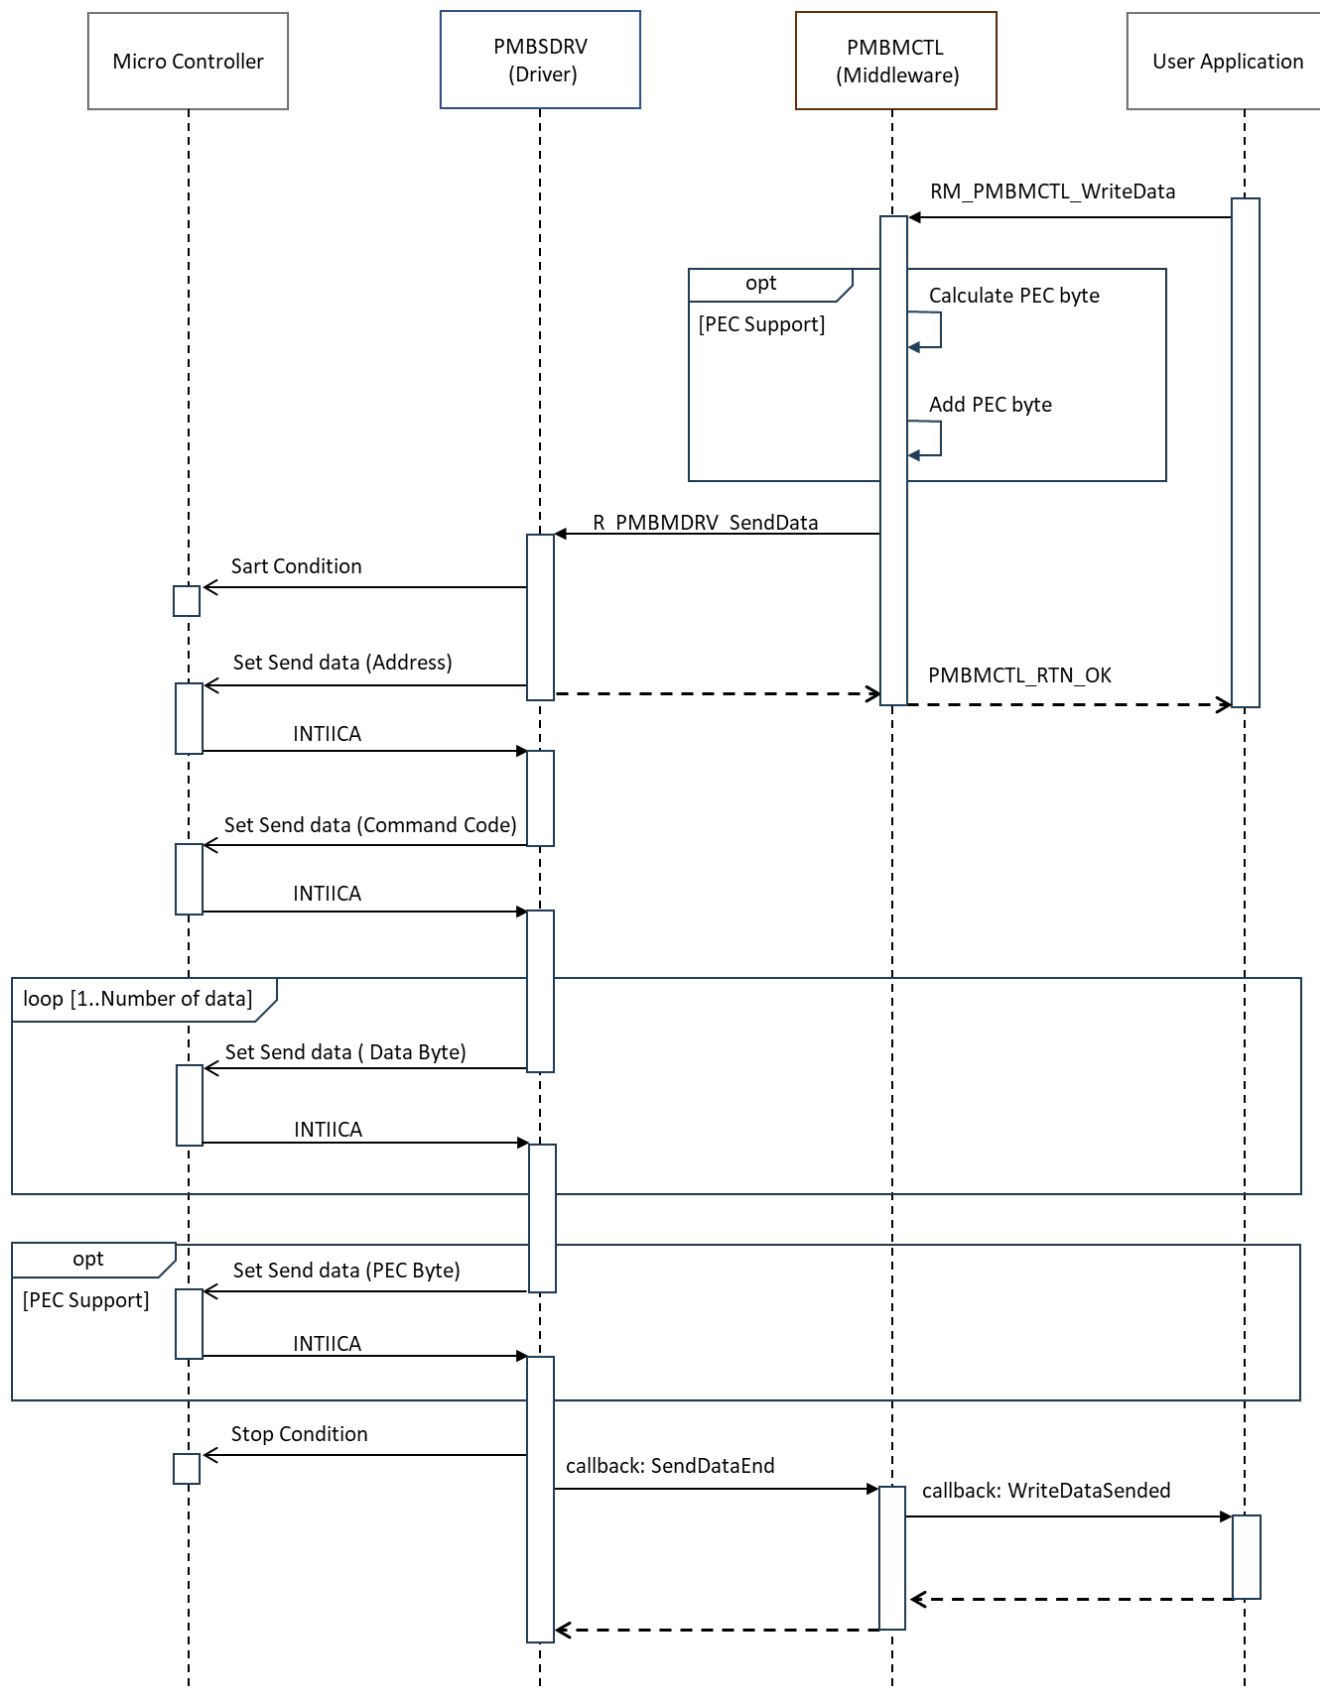 Micro Controller
PMBSDRV
(Driver)
PMBMCTL
(Middleware)
User Application
RM_PMBMCTL_WriteData
opt
[PEC Support]
Calculate PEC byte
Add PEC byte
R_PMBMDRV_SendData
Sart Condition
Set Send data (Address)
PMBMCTL_RTN_OK
INTIICA
Set Send data (Command Code)
INTIICA
loop [1..Number of data]
Set Send data ( Data Byte)
INTIICA
opt
[PEC Support]
Set Send data (PEC Byte)
INTIICA
Stop Condition
callback: SendDataEnd
callback: WriteDataSended